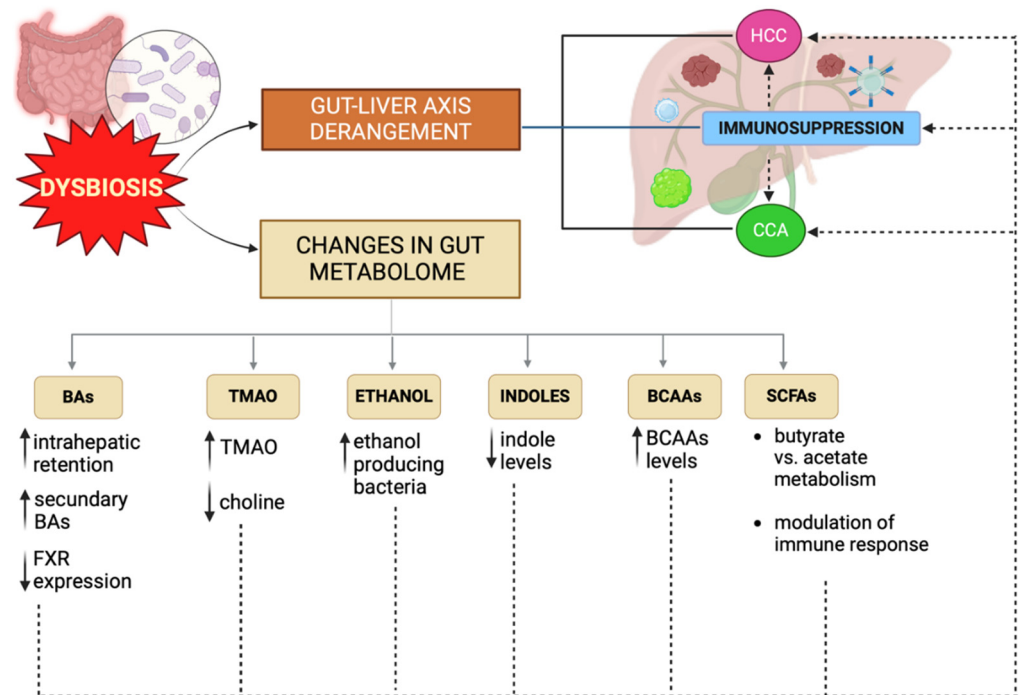 HCC
GUT-LIVER AXIS
DERANGEMENT
IMMUNOSUPPRESSION
DYSBIOSIS
CCA
CHANGES IN GUT
METABOLOME
BAs
TMAO
ETHANOL
INDOLES
BCAAs
SCFAs
intrahepatic
retention
secundary
BAs
FXR
expression
TMAO
choline
ethanol
producing
bacteria
indole
levels
BCAAs
levels
• butyrate
vs. acetate
metabolism
• modulation of
immune response